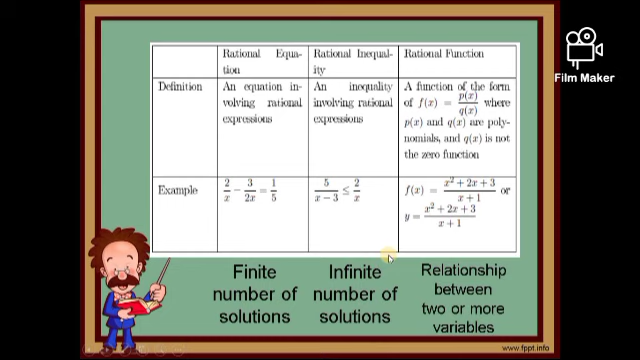 Film Maker
Rational Equa-
tion
Rational Inequal-
ity
Rational Function
Definition
An equation in-
volving rational
expressions
An inequality
involving rational
expressions
A function of the form
of f(x) = p(x)/q(x) where
p(x) and q(x) are poly-
nomials, and q(x) is not
the zero function
Example
2/x − 3/2x = 1/5
5/(x − 3) ≤ 2/x
f(x) = (x² + 2x + 3)/(x + 1) or
y = (x² + 2x + 3)/(x + 1)
Finite
number of
solutions
Infinite
number of
solutions
Relationship
between
two or more
variables
www.fppt.info